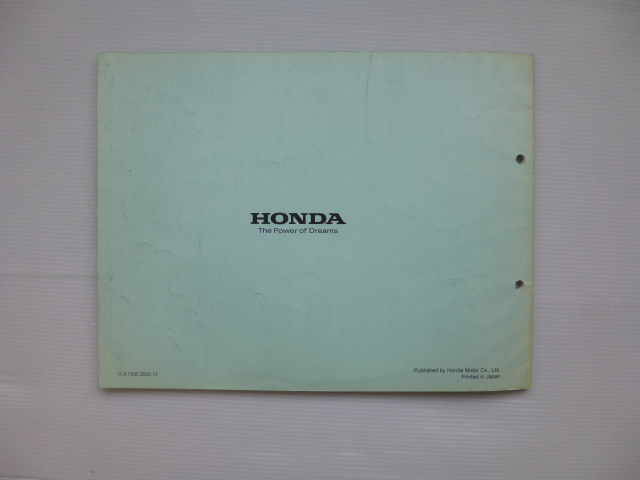 HONDA
The Power of Dreams
Published by Honda Motor Co., Ltd.
Printed in Japan